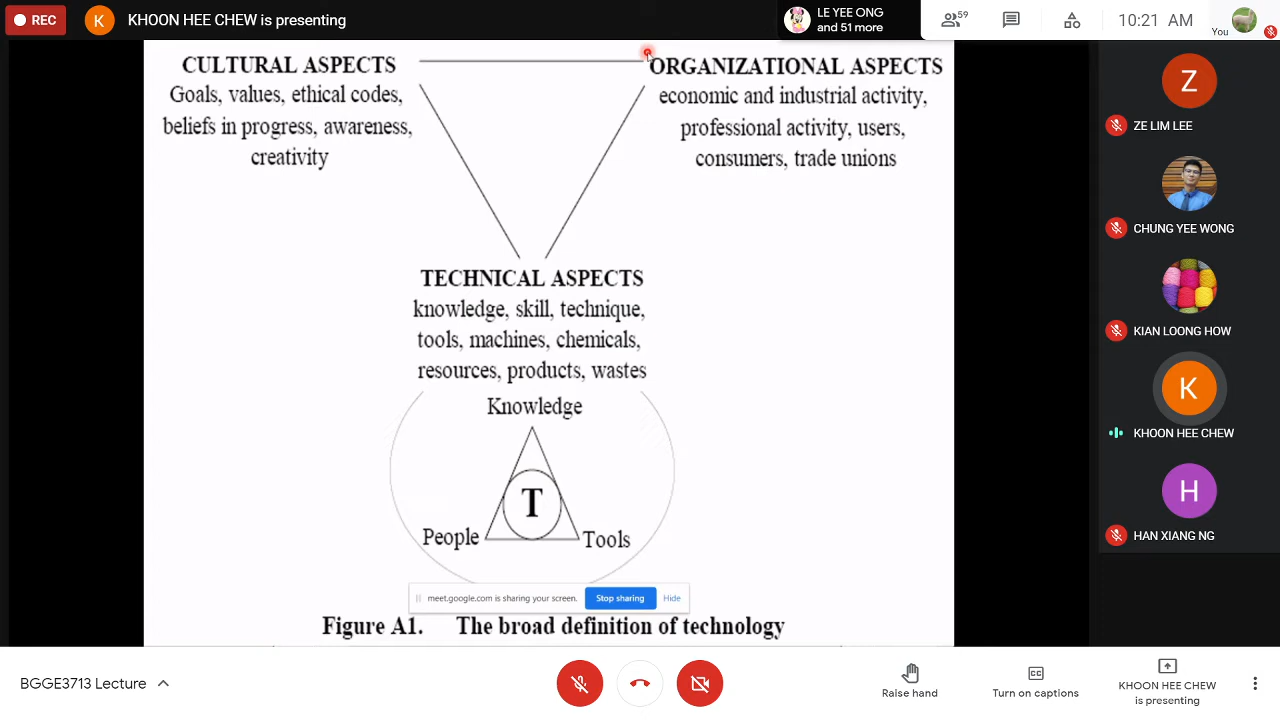 REC
K
KHOON HEE CHEW is presenting
LE YEE ONG
and 51 more
59
10:21 AM
You
CULTURAL ASPECTS
Goals, values, ethical codes,
beliefs in progress, awareness,
creativity
ORGANIZATIONAL ASPECTS
economic and industrial activity,
professional activity, users,
consumers, trade unions
TECHNICAL ASPECTS
knowledge, skill, technique,
tools, machines, chemicals,
resources, products, wastes
Knowledge
T
People
Tools
meet.google.com is sharing your screen.
Stop sharing
Hide
Figure A1. The broad definition of technology
Z
ZE LIM LEE
CHUNG YEE WONG
KIAN LOONG HOW
K
KHOON HEE CHEW
H
HAN XIANG NG
BGGE3713 Lecture
Raise hand
CC
Turn on captions
KHOON HEE CHEW
is presenting